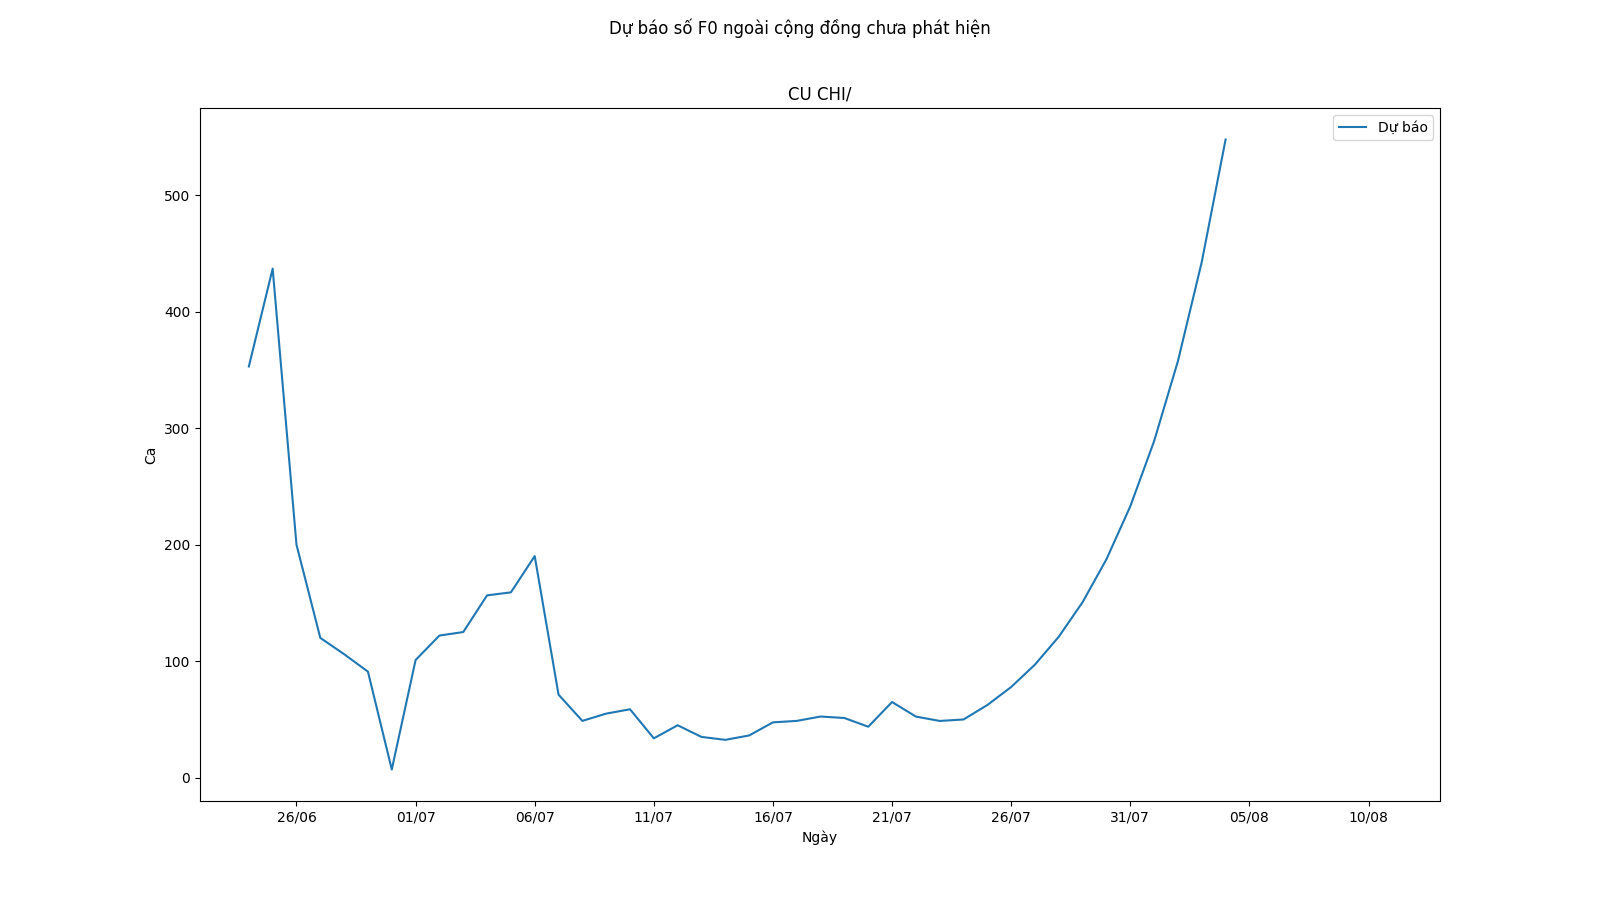 Dự báo số F0 ngoài cộng đồng chưa phát hiện
CU CHI/
Dự báo
500
400
300
200
100
0
Ca
26/06 01/07 06/07 11/07 16/07 21/07 26/07 31/07 05/08 10/08
Ngày